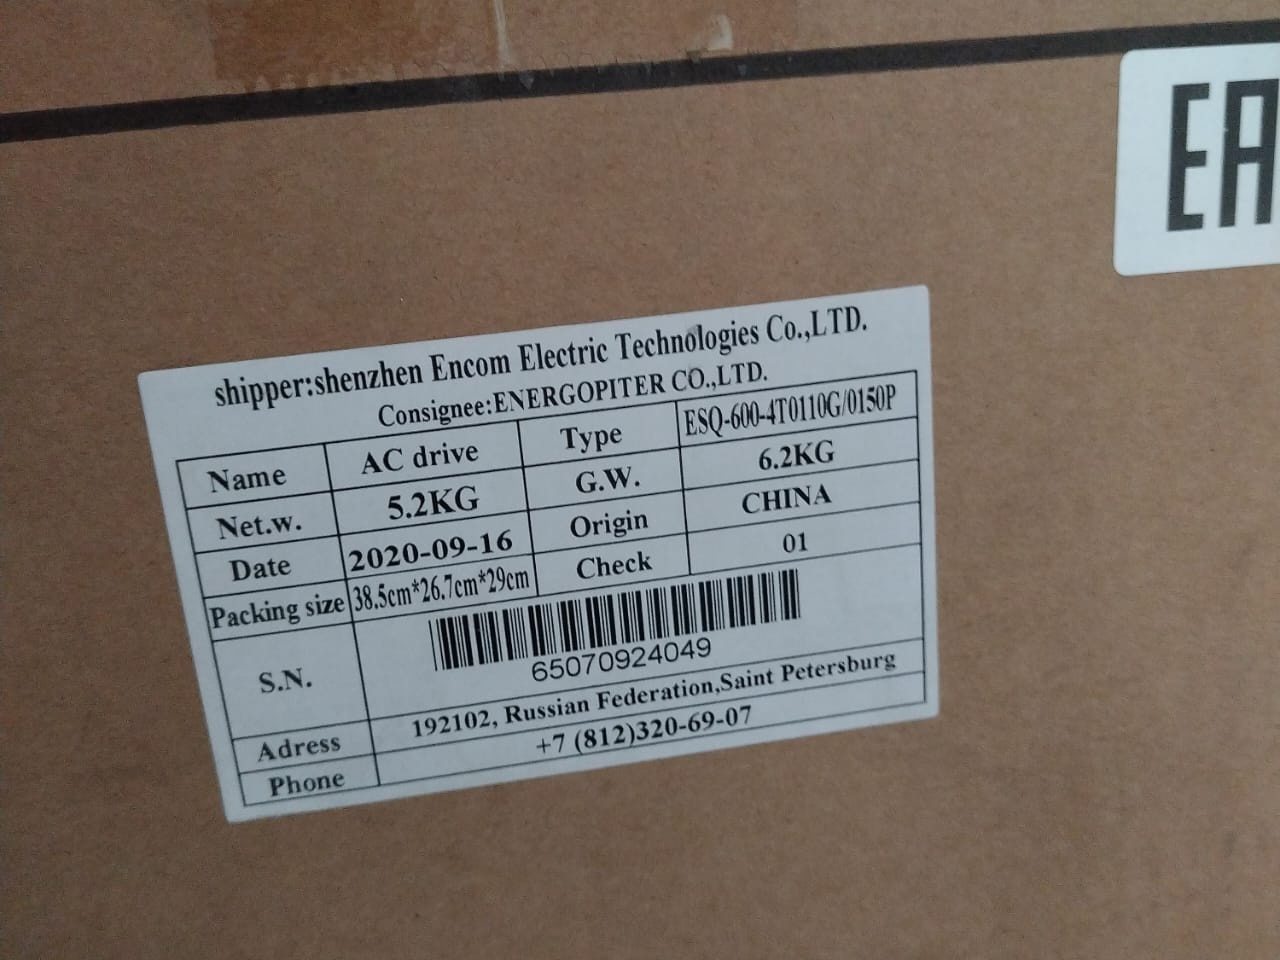 EA
shipper:shenzhen Encom Electric Technologies Co.,LTD.
Consignee:ENERGOPITER CO.,LTD.
Name AC drive Type ESQ-600-4T0110G/0150P
Net.w. 5.2KG G.W. 6.2KG
Date 2020-09-16 Origin CHINA
Packing size 38.5cm*26.7cm*29cm Check 01
S.N. 65070924049
Adress 192102, Russian Federation,Saint Petersburg
Phone +7 (812)320-69-07